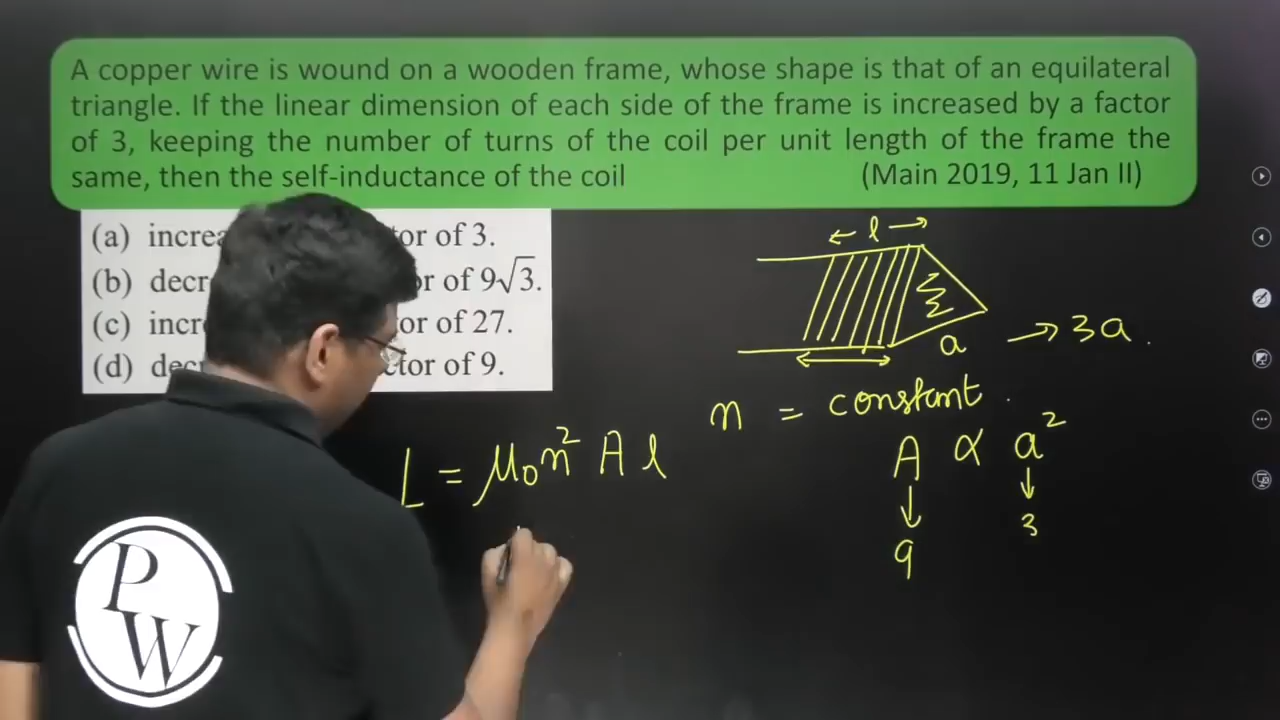 A copper wire is wound on a wooden frame, whose shape is that of an equilateral
triangle. If the linear dimension of each side of the frame is increased by a factor
of 3, keeping the number of turns of the coil per unit length of the frame the
same, then the self-inductance of the coil (Main 2019, 11 Jan II)
(a) increa tor of 3.
(b) decr r of 9√3.
(c) incr or of 27.
(d) dec ctor of 9.
← l →
a → 3a.
n = constant.
L = μ₀n² A l
A ∝ a²
↓ ↓
9 3
P
W